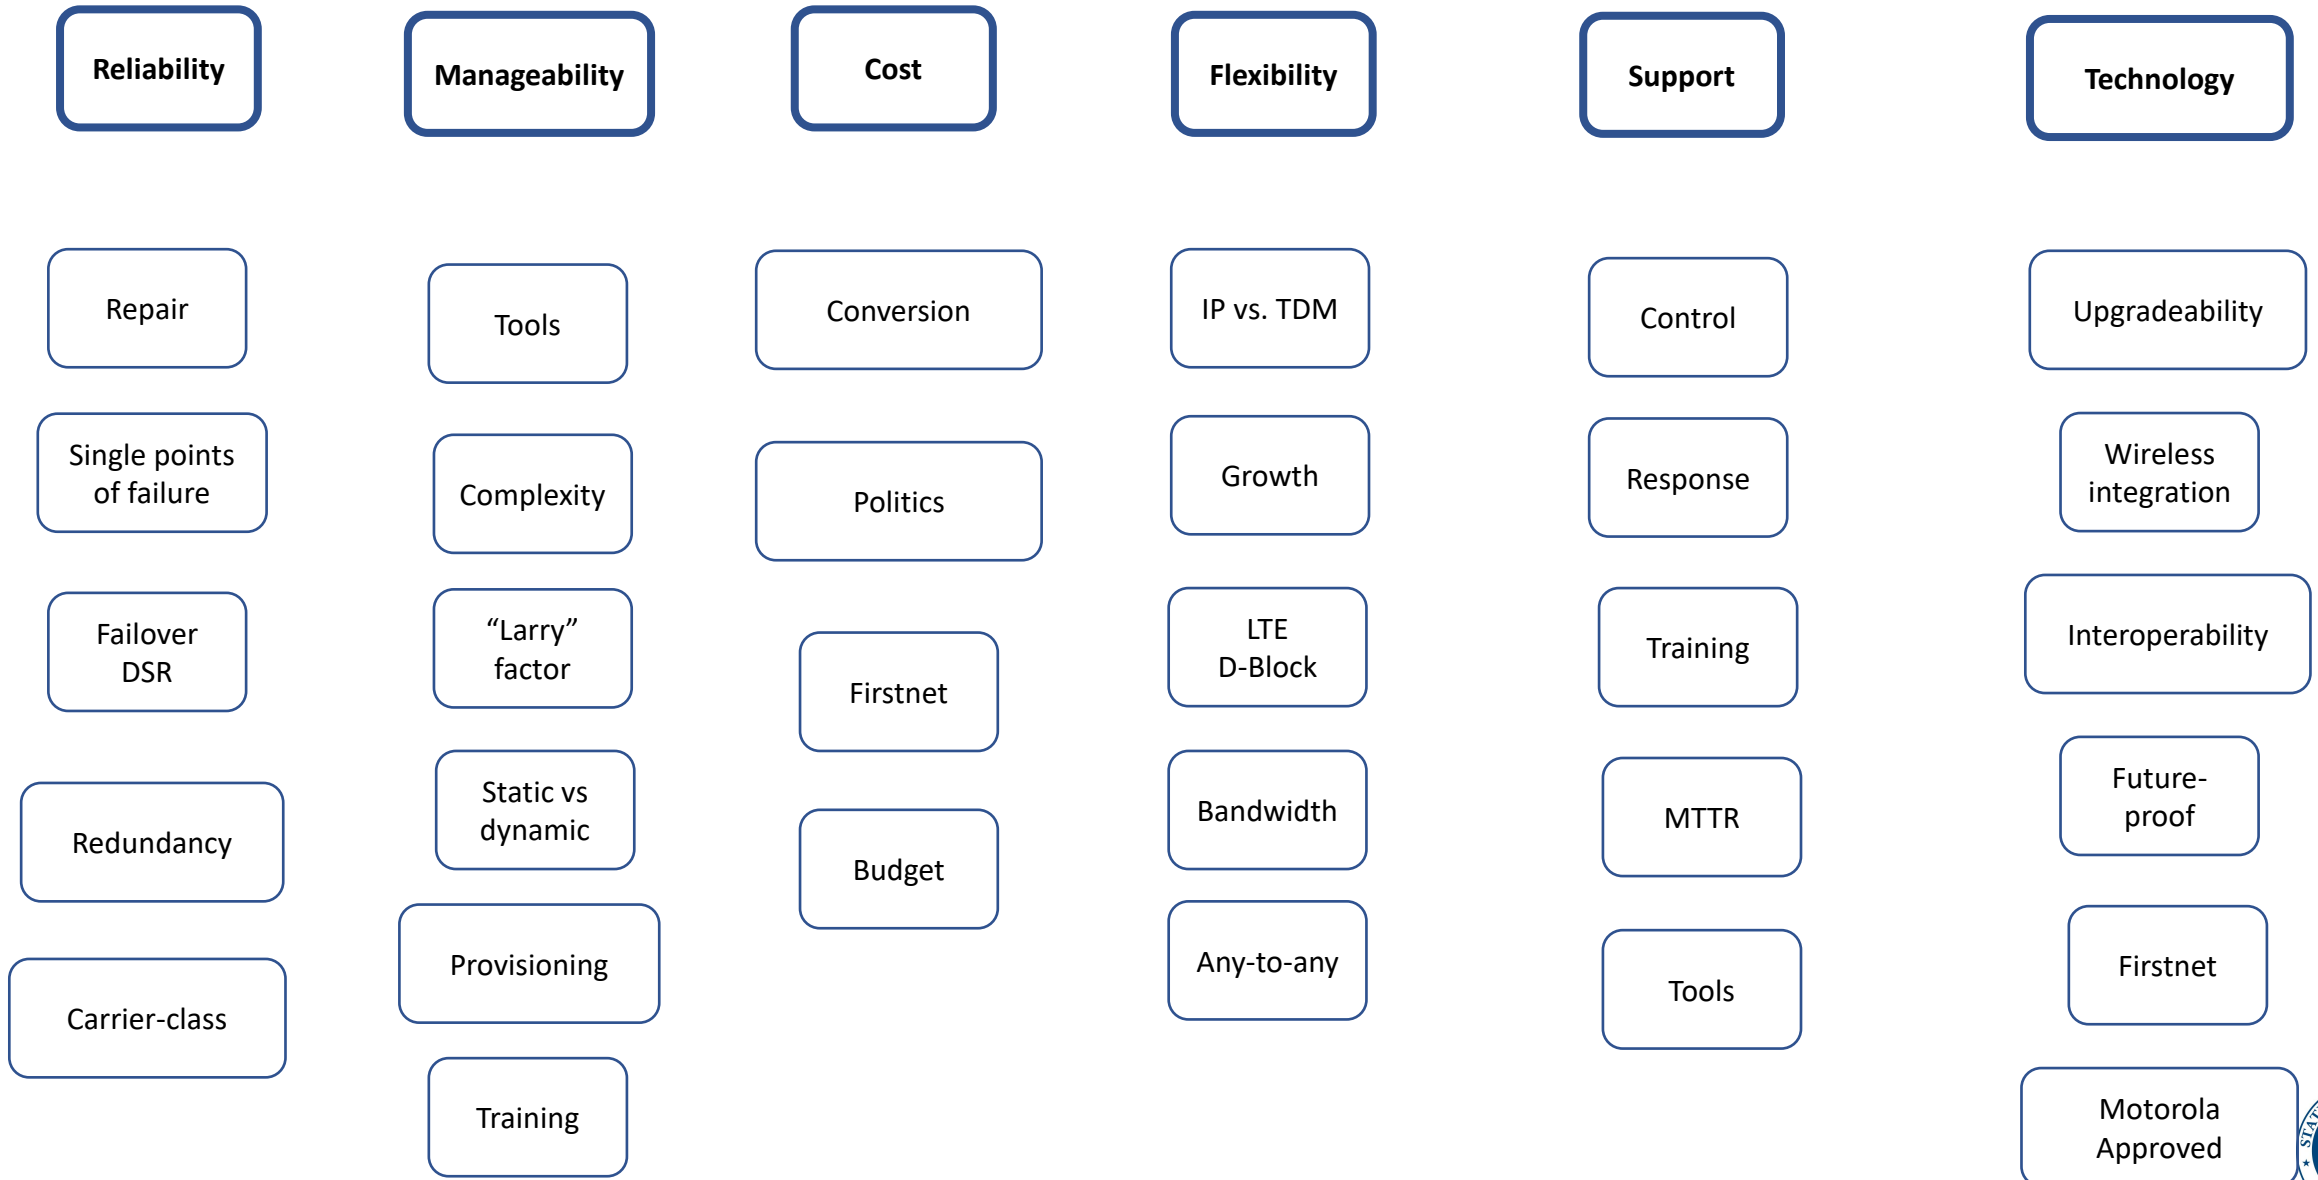 Reliability
Manageability
Cost
Flexibility
Support
Technology
Repair
Single points
of failure
Failover
DSR
Redundancy
Carrier-class
Tools
Complexity
“Larry”
factor
Static vs
dynamic
Provisioning
Training
Conversion
Politics
Firstnet
Budget
IP vs. TDM
Growth
LTE
D-Block
Bandwidth
Any-to-any
Control
Response
Training
MTTR
Tools
Upgradeability
Wireless
integration
Interoperability
Future-
proof
Firstnet
Motorola
Approved